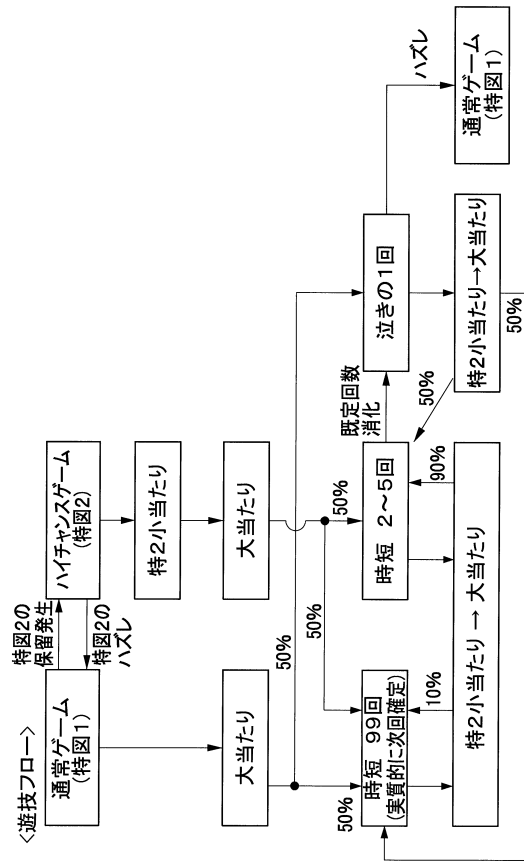 <遊技フロー>
通常ゲーム
(特図1)
特図2の
保留発生
特図2の
ハズレ
ハイチャンスゲーム
(特図2)
特2小当たり
大当たり
大当たり
50%
50%
50%
50%
時短 99回
(実質的に次回確定)
時短 2～5回
既定回数
消化
泣きの1回
ハズレ
通常ゲーム
(特図1)
10%
90%
50%
特2小当たり → 大当たり
特2小当たり→大当たり
50%